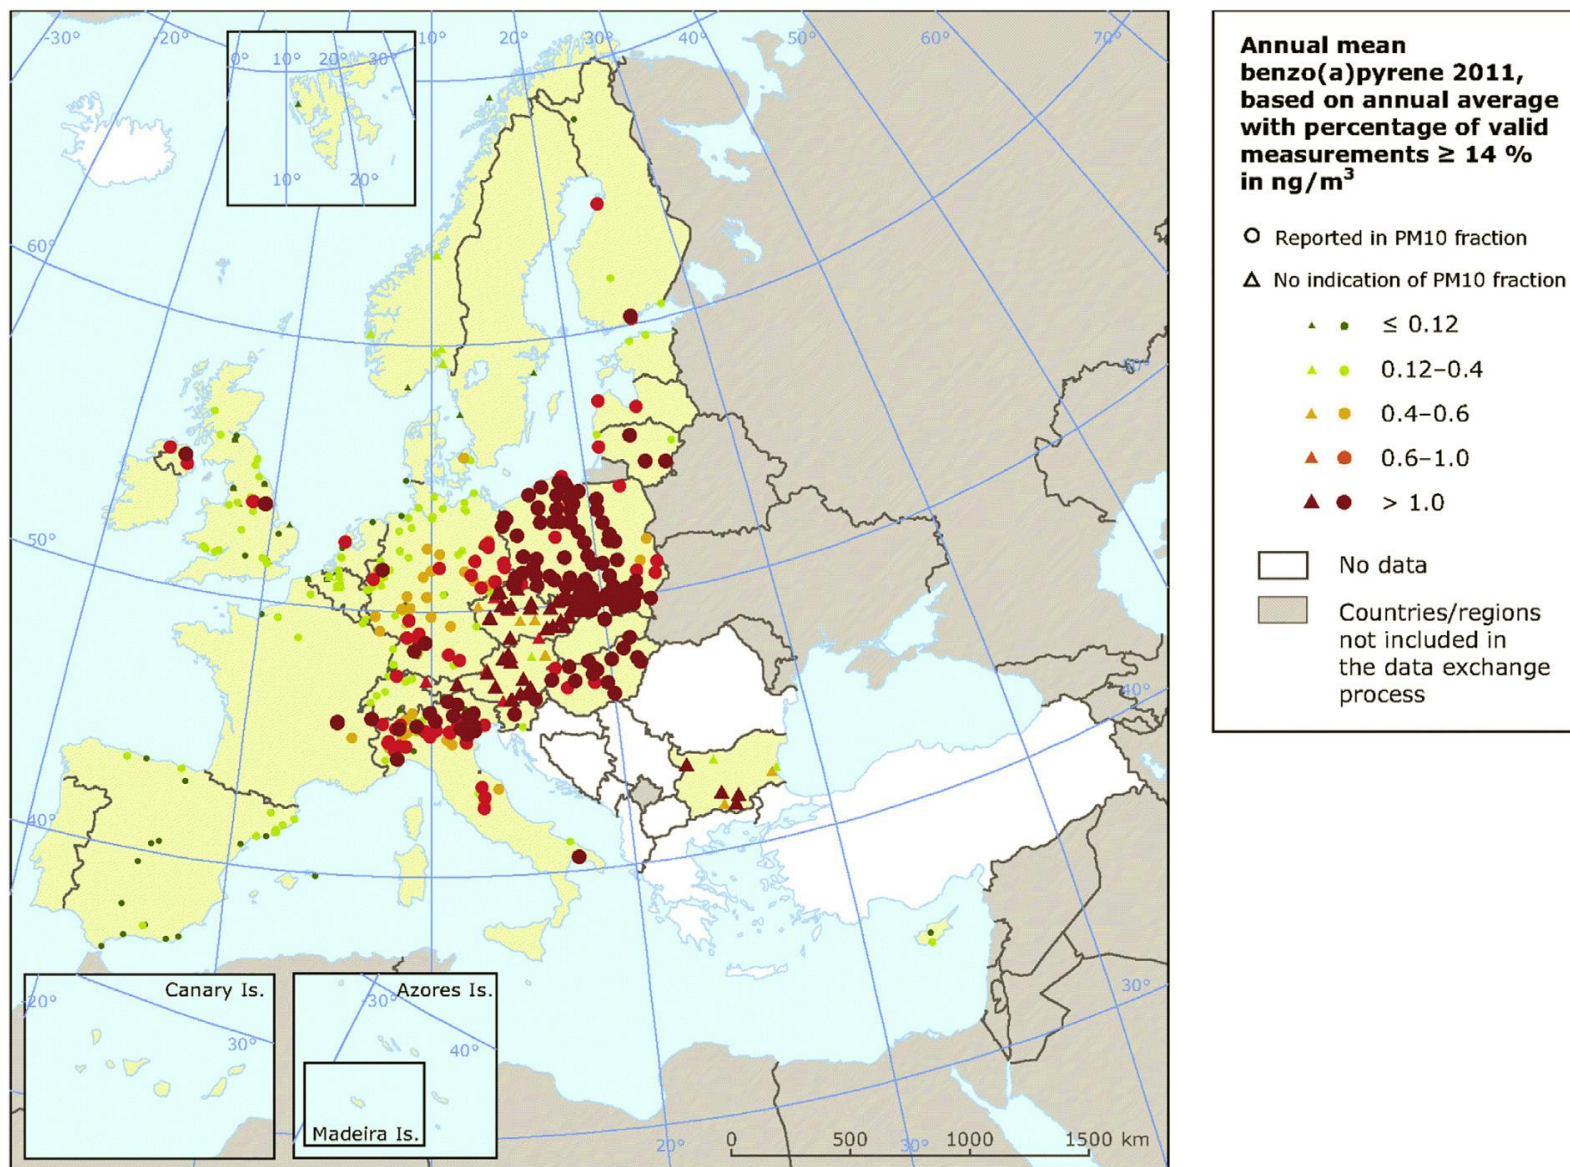 -30°
-20°
10°
20°
30°
40°
50°
60°
70°
0°
10°
20°
30°
10°
20°
60°
50°
50°
40°
40°
30°
Canary Is.
-20°
30°
Azores Is.
-30°
40°
Madeira Is.
20°
30°
0 500 1000 1500 km
Annual mean
benzo(a)pyrene 2011,
based on annual average
with percentage of valid
measurements ≥ 14 %
in ng/m³
Reported in PM10 fraction
No indication of PM10 fraction
≤ 0.12
0.12–0.4
0.4–0.6
0.6–1.0
> 1.0
No data
Countries/regions
not included in
the data exchange
process